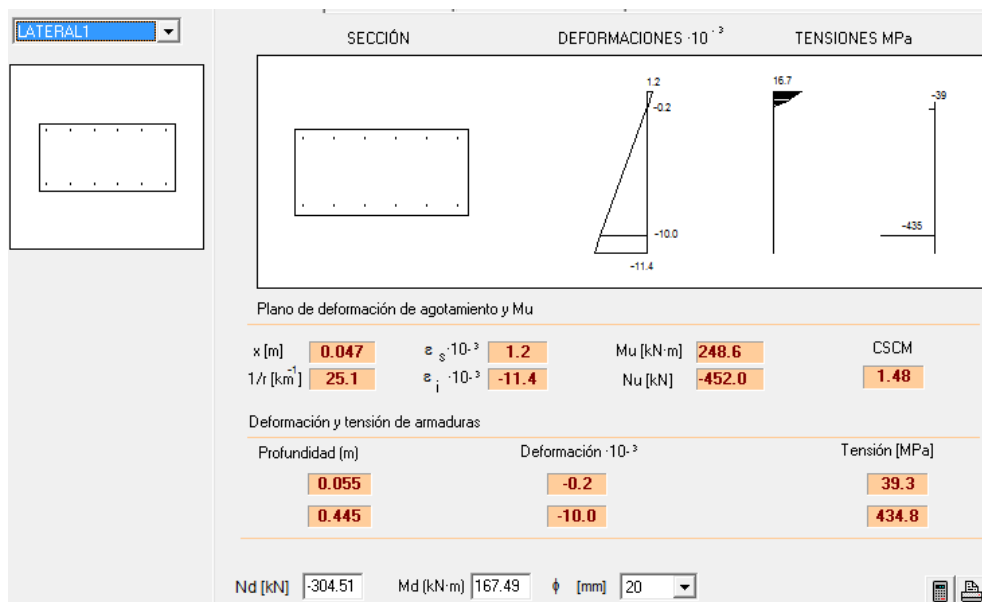 LATERAL1
SECCIÓN DEFORMACIONES ·10⁻³ TENSIONES MPa
1.2 16.7
-0.2 -39
-10.0 -435
-11.4
Plano de deformación de agotamiento y Mu
x [m] 0.047 ε s ·10-³ 1.2 Mu [kN·m] 248.6 CSCM
1/r [km⁻¹] 25.1 ε i ·10-³ -11.4 Nu [kN] -452.0 1.48
Deformación y tensión de armaduras
Profundidad (m) Deformación ·10-³ Tensión [MPa]
0.055 -0.2 39.3
0.445 -10.0 434.8
Nd [kN] -304.51 Md (kN·m) 167.49 ϕ [mm] 20